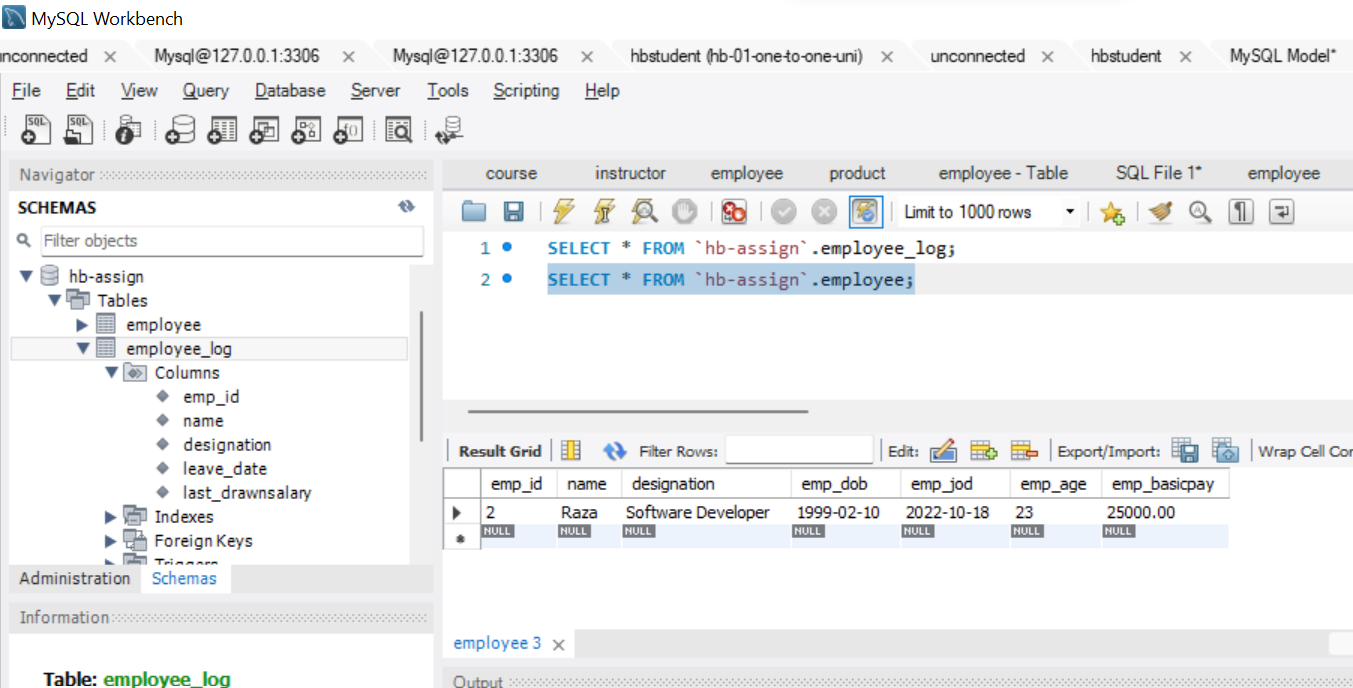 MySQL Workbench
unconnected Mysql@127.0.0.1:3306 Mysql@127.0.0.1:3306 hbstudent (hb-01-one-to-one-uni) unconnected hbstudent MySQL Model*
File Edit View Query Database Server Tools Scripting Help
Navigator
SCHEMAS
Filter objects
hb-assign
Tables
employee
employee_log
Columns
emp_id
name
designation
leave_date
last_drawnsalary
Indexes
Foreign Keys
Triggers
Administration Schemas
Information
Table: employee_log
course instructor employee product employee - Table SQL File 1* employee
Limit to 1000 rows
1 SELECT * FROM `hb-assign`.employee_log;
2 SELECT * FROM `hb-assign`.employee;
Result Grid Filter Rows: Edit: Export/Import: Wrap Cell Cor
emp_id name designation emp_dob emp_jod emp_age emp_basicpay
2 Raza Software Developer 1999-02-10 2022-10-18 23 25000.00
NULL NULL NULL NULL NULL NULL NULL
employee 3
Output